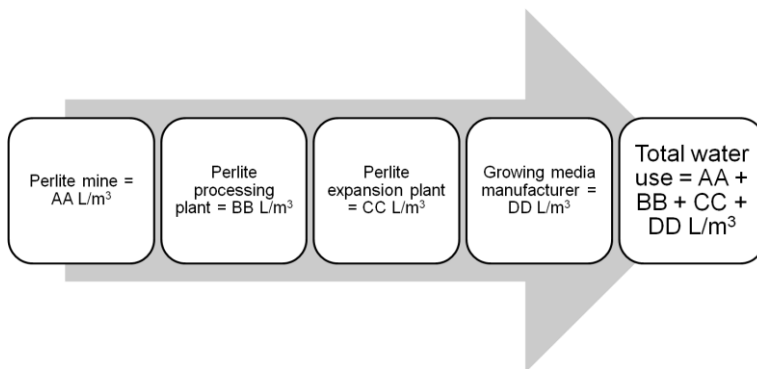 Perlite mine =
AA L/m³
Perlite
processing
plant = BB L/m³
Perlite
expansion plant
= CC L/m³
Growing media
manufacturer =
DD L/m³
Total water
use = AA +
BB + CC +
DD L/m³